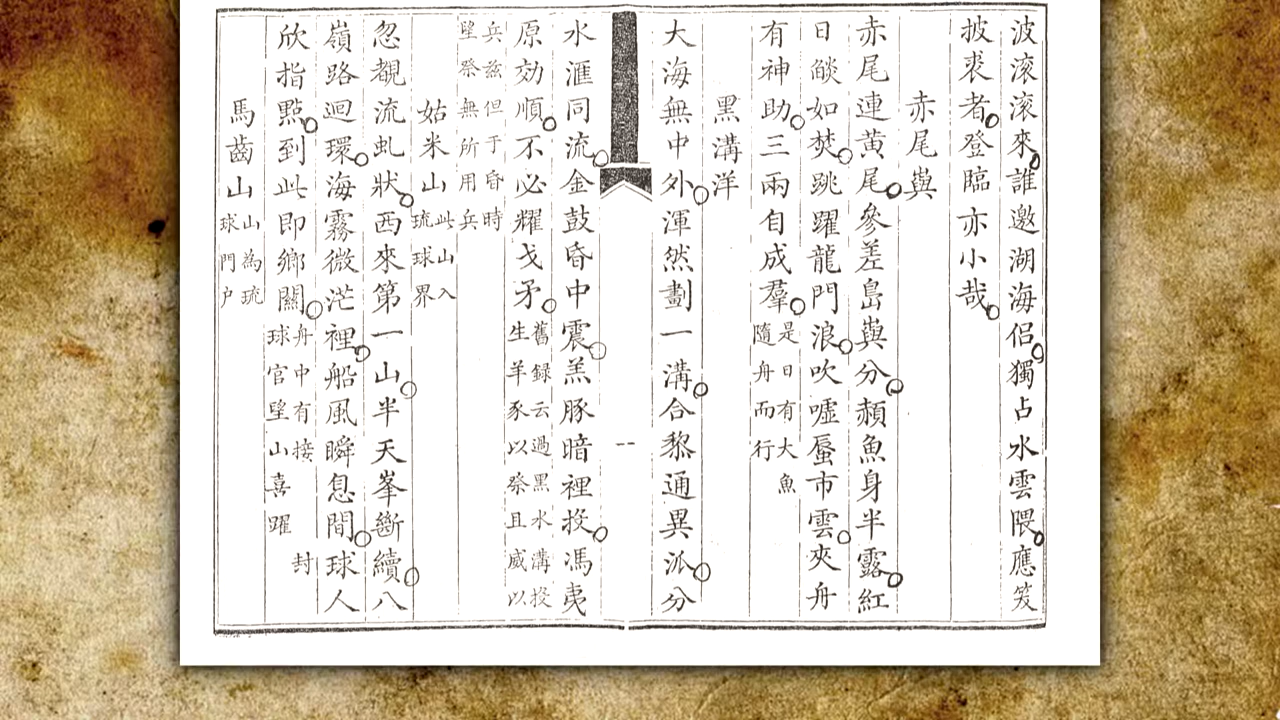 波滾滾來誰邀湖海侶獨占水雲隈應笑
披裘者登臨亦小哉
赤尾嶼
赤尾連黃尾參差島嶼分頳魚身半露紅
日燄如焚跳躍龍門浪吹噓蜃市雲夾舟
有神助三兩自成羣
是日有大魚
隨舟而行
黑溝洋
大海無中外渾然劃一溝合黎通異派分
水滙同流金鼓昏中震羔豚暗裡投馮夷
原効順不必耀戈矛
舊録云過黑水溝投
生羊豕以祭且威以
兵茲但于昏時
望祭無所用兵
姑米山
此山入
琉球界
忽覩流虬狀西來第一山半天峯斷續八
嶺路迴環海霧微茫裡船風瞬息間球人
欣指點到此即鄉關
舟中有接封
球官望山喜躍
馬齒山
山為琉
球門户